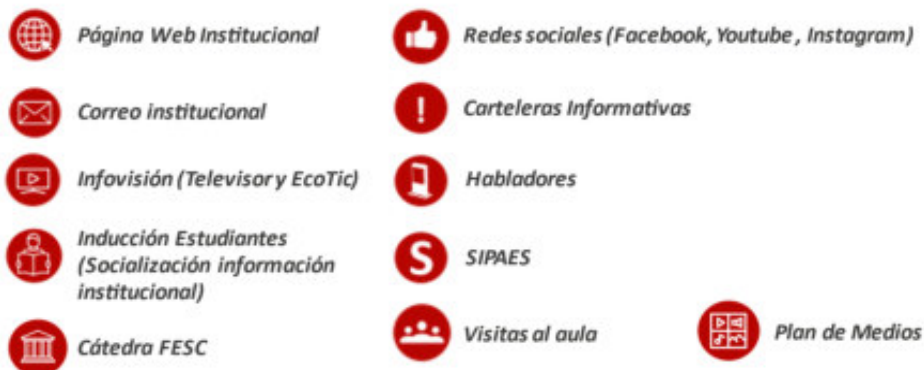 Página Web Institucional
Redes sociales (Facebook, Youtube, Instagram)
Correo institucional
!
Carteleras Informativas
Infovisión (Televisor y EcoTic)
Habladores
Inducción Estudiantes
(Socialización información
institucional)
S
SIPAES
Cátedra FESC
Visitas al aula
Plan de Medios